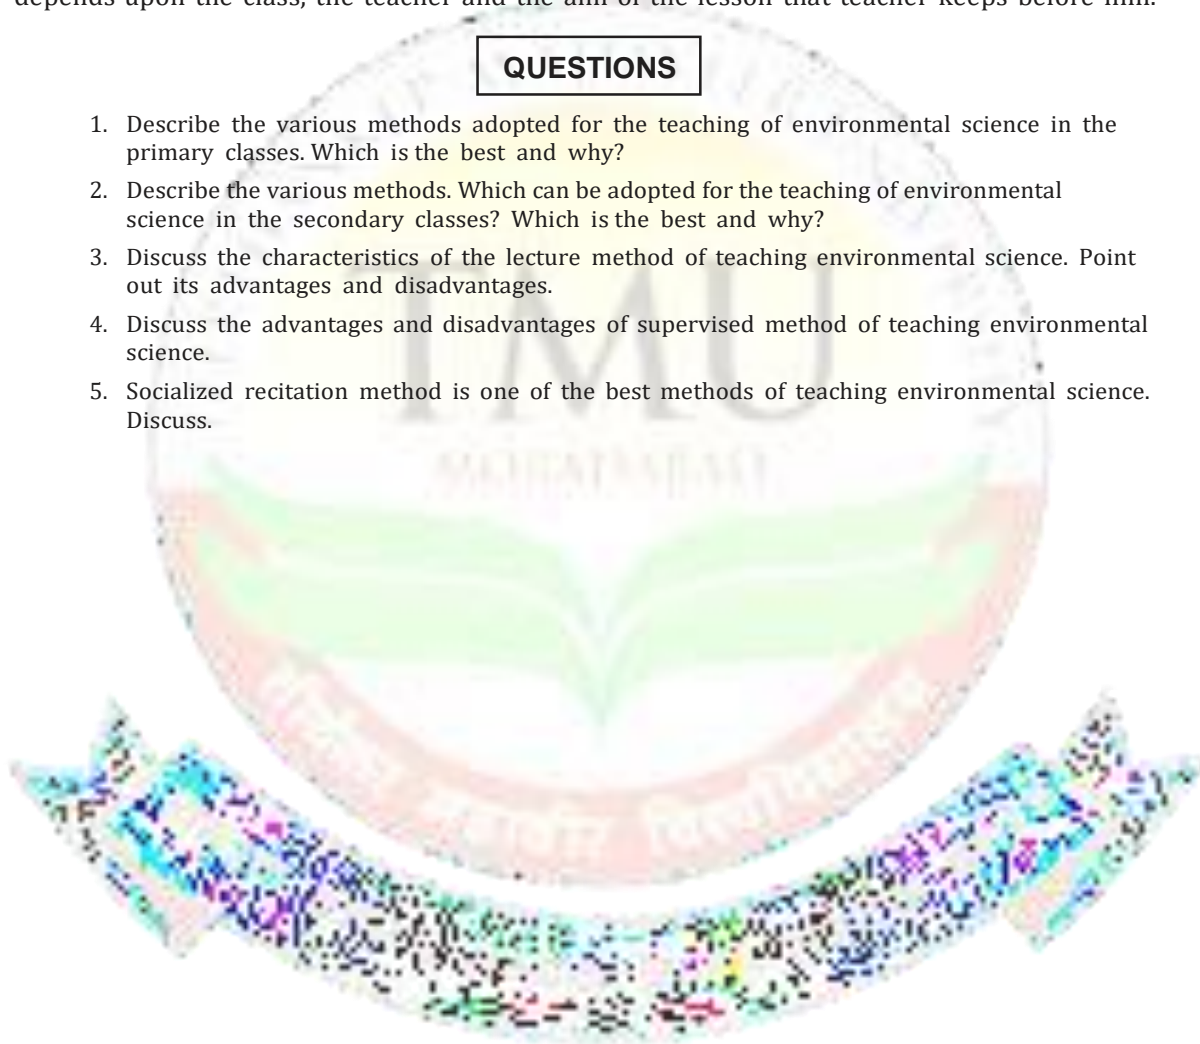 depends upon the class, the teacher and the aim of the lesson that teacher keeps before him.
QUESTIONS
1. Describe the various methods adopted for the teaching of environmental science in the
primary classes. Which is the best and why?
2. Describe the various methods. Which can be adopted for the teaching of environmental
science in the secondary classes? Which is the best and why?
3. Discuss the characteristics of the lecture method of teaching environmental science. Point
out its advantages and disadvantages.
4. Discuss the advantages and disadvantages of supervised method of teaching environmental
science.
5. Socialized recitation method is one of the best methods of teaching environmental science.
Discuss.
TMU
MORADABAD